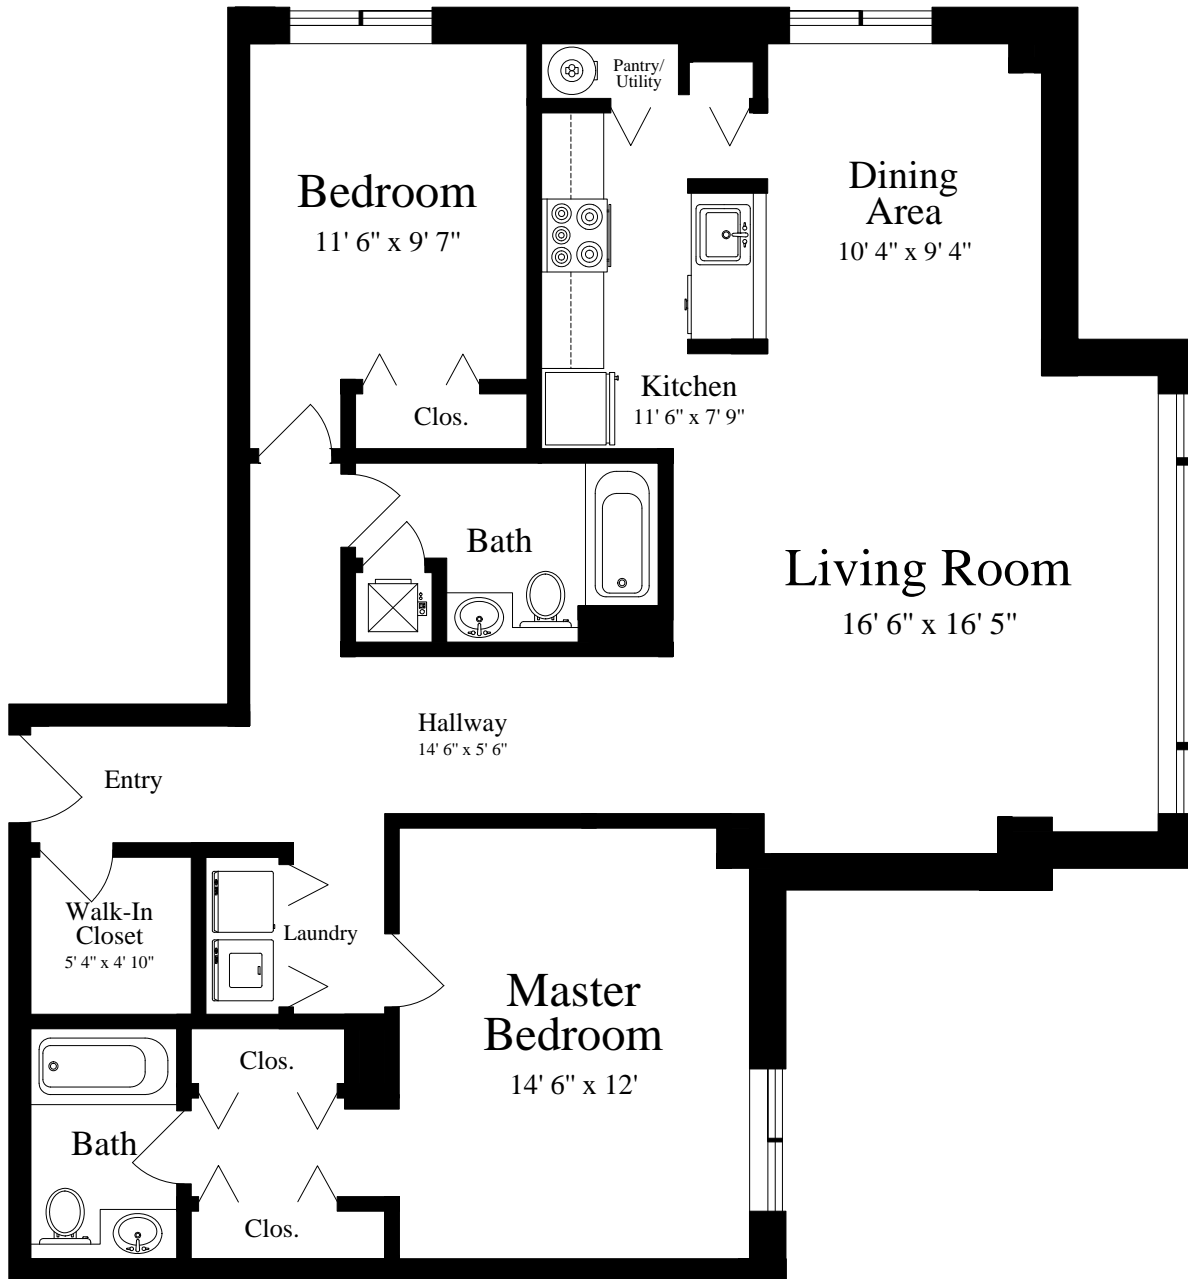 Pantry/
Utility
Bedroom
11' 6" x 9' 7"
Dining
Area
10' 4" x 9' 4"
Kitchen
11' 6" x 7' 9"
Clos.
Bath
Living Room
16' 6" x 16' 5"
Hallway
14' 6" x 5' 6"
Entry
Walk-In
Closet
5' 4" x 4' 10"
Laundry
Master
Bedroom
14' 6" x 12'
Clos.
Bath
Clos.